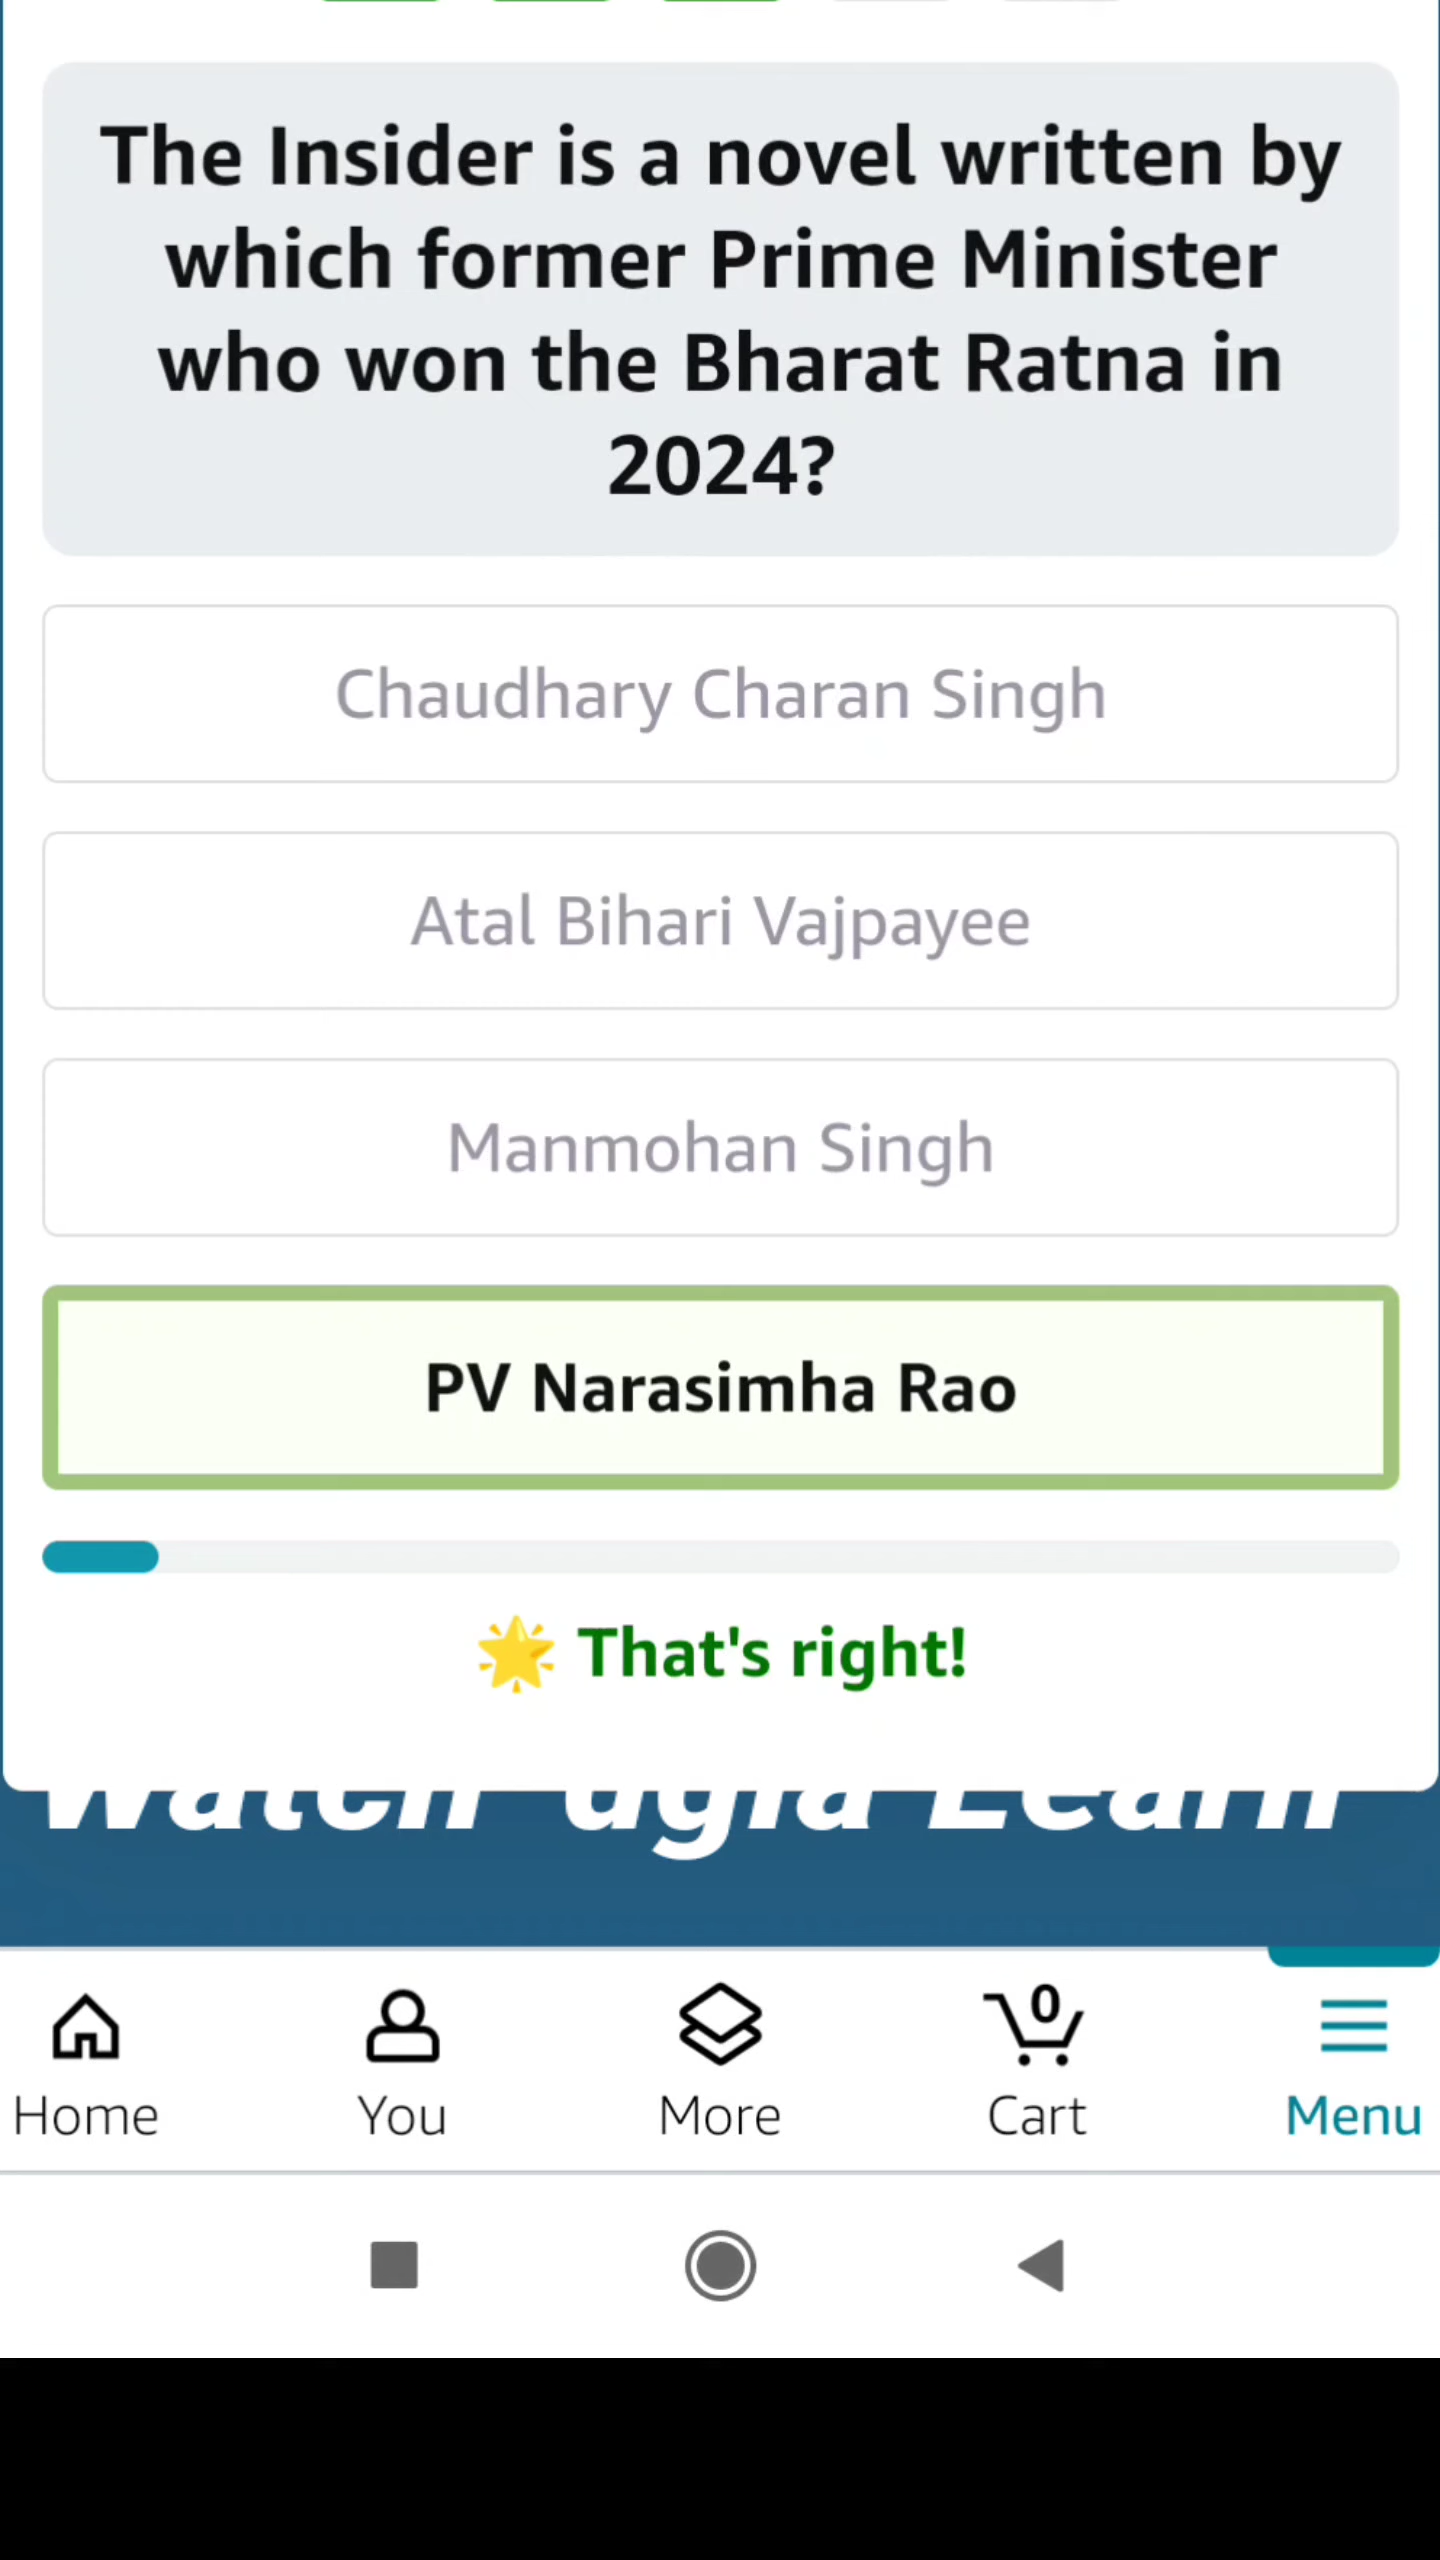 The Insider is a novel written by
which former Prime Minister
who won the Bharat Ratna in
2024?
Chaudhary Charan Singh
Atal Bihari Vajpayee
Manmohan Singh
PV Narasimha Rao
That's right!
Learn
0
Home You More Cart Menu